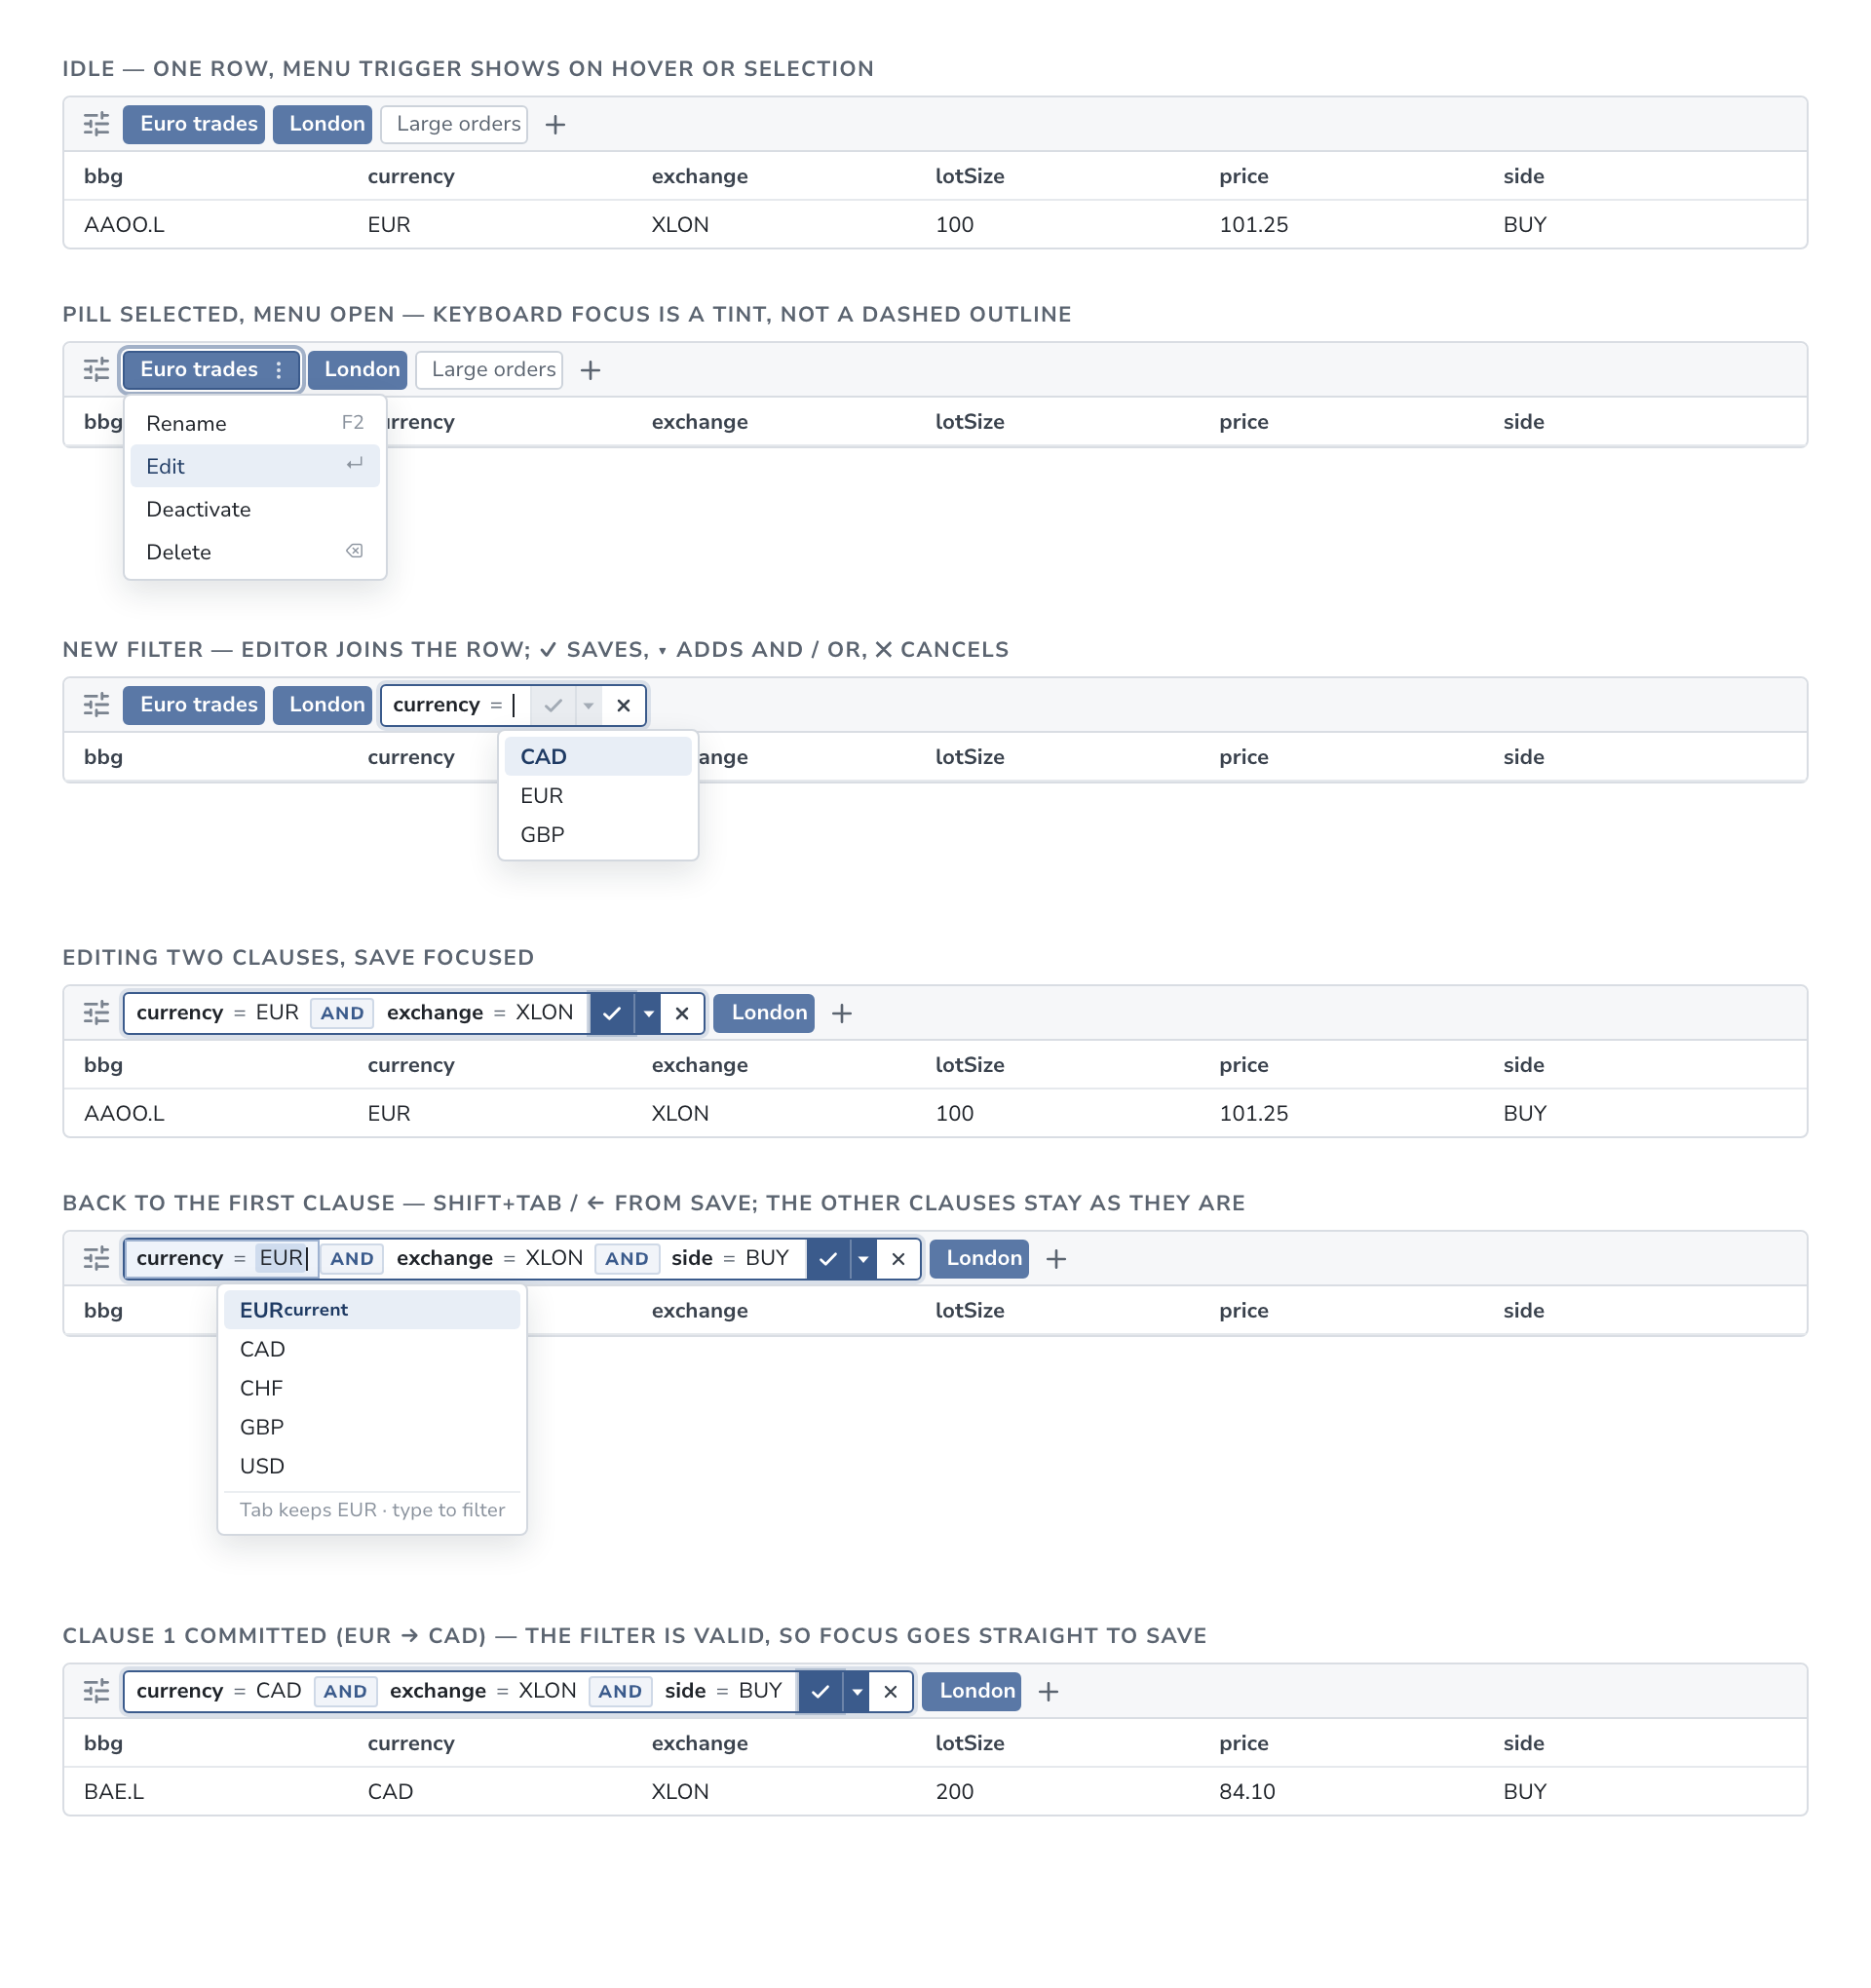 IDLE — ONE ROW, MENU TRIGGER SHOWS ON HOVER OR SELECTION
Euro trades London Large orders +
bbg currency exchange lotSize price side
AAOO.L EUR XLON 100 101.25 BUY
PILL SELECTED, MENU OPEN — KEYBOARD FOCUS IS A TINT, NOT A DASHED OUTLINE
Euro trades ⋮ London Large orders +
bbg urrency exchange lotSize price side
Rename F2
Edit ↵
Deactivate
Delete ⌫
NEW FILTER — EDITOR JOINS THE ROW; ✓ SAVES, ▾ ADDS AND / OR, ✕ CANCELS
Euro trades London currency = ✓ ▾ ✕
bbg currency ange lotSize price side
CAD
EUR
GBP
EDITING TWO CLAUSES, SAVE FOCUSED
currency = EUR AND exchange = XLON ✓ ▾ ✕ London +
bbg currency exchange lotSize price side
AAOO.L EUR XLON 100 101.25 BUY
BACK TO THE FIRST CLAUSE — SHIFT+TAB / ← FROM SAVE; THE OTHER CLAUSES STAY AS THEY ARE
currency = EUR AND exchange = XLON AND side = BUY ✓ ▾ ✕ London +
bbg exchange lotSize price side
EURcurrent
CAD
CHF
GBP
USD
Tab keeps EUR · type to filter
CLAUSE 1 COMMITTED (EUR → CAD) — THE FILTER IS VALID, SO FOCUS GOES STRAIGHT TO SAVE
currency = CAD AND exchange = XLON AND side = BUY ✓ ▾ ✕ London +
bbg currency exchange lotSize price side
BAE.L CAD XLON 200 84.10 BUY